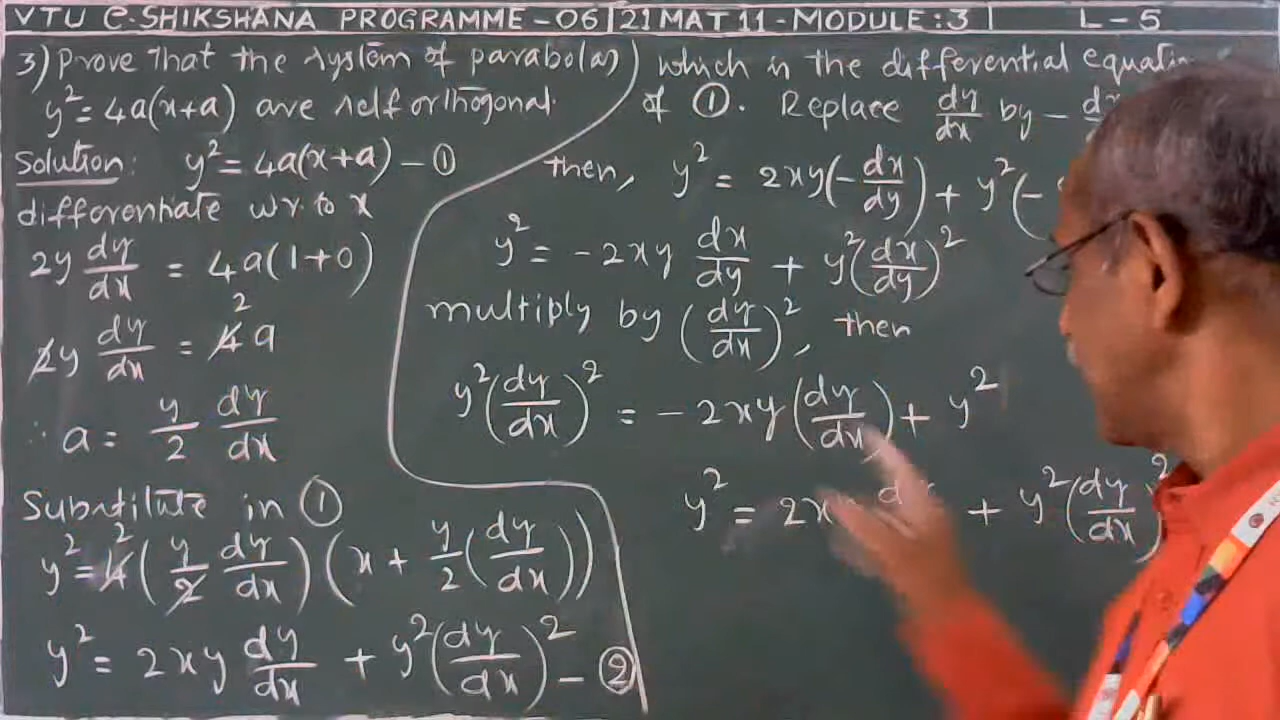 VTU e-SHIKSHANA PROGRAMME-06 | 21MAT11-MODULE:3 | L-5
3) Prove that the system of parabola(s)
y² = 4a(x+a) are self orthogonal.
Solution: y² = 4a(x+a) – ①
differentiate w.r. to x
2y dy/dx = 4a(1+0)
2y dy/dx = 4 2 a
∴ a = y/2 dy/dx
Substitute in ①
y² = 4 2 (y/2 dy/dx)(x + y/2 (dy/dx))
y² = 2xy dy/dx + y²(dy/dx)² – ②
which is the differential
of ①. Replace dy/dx by –
then, y² = 2xy(–dx/dy) + y²(–
y² = –2xy dx/dy + y²(dx/dy)²
multiply by (dy/dx)², then
y²(dy/dx)² = –2xy(dy/dx) + y²
y² = 2x + y²(dy/dx)²